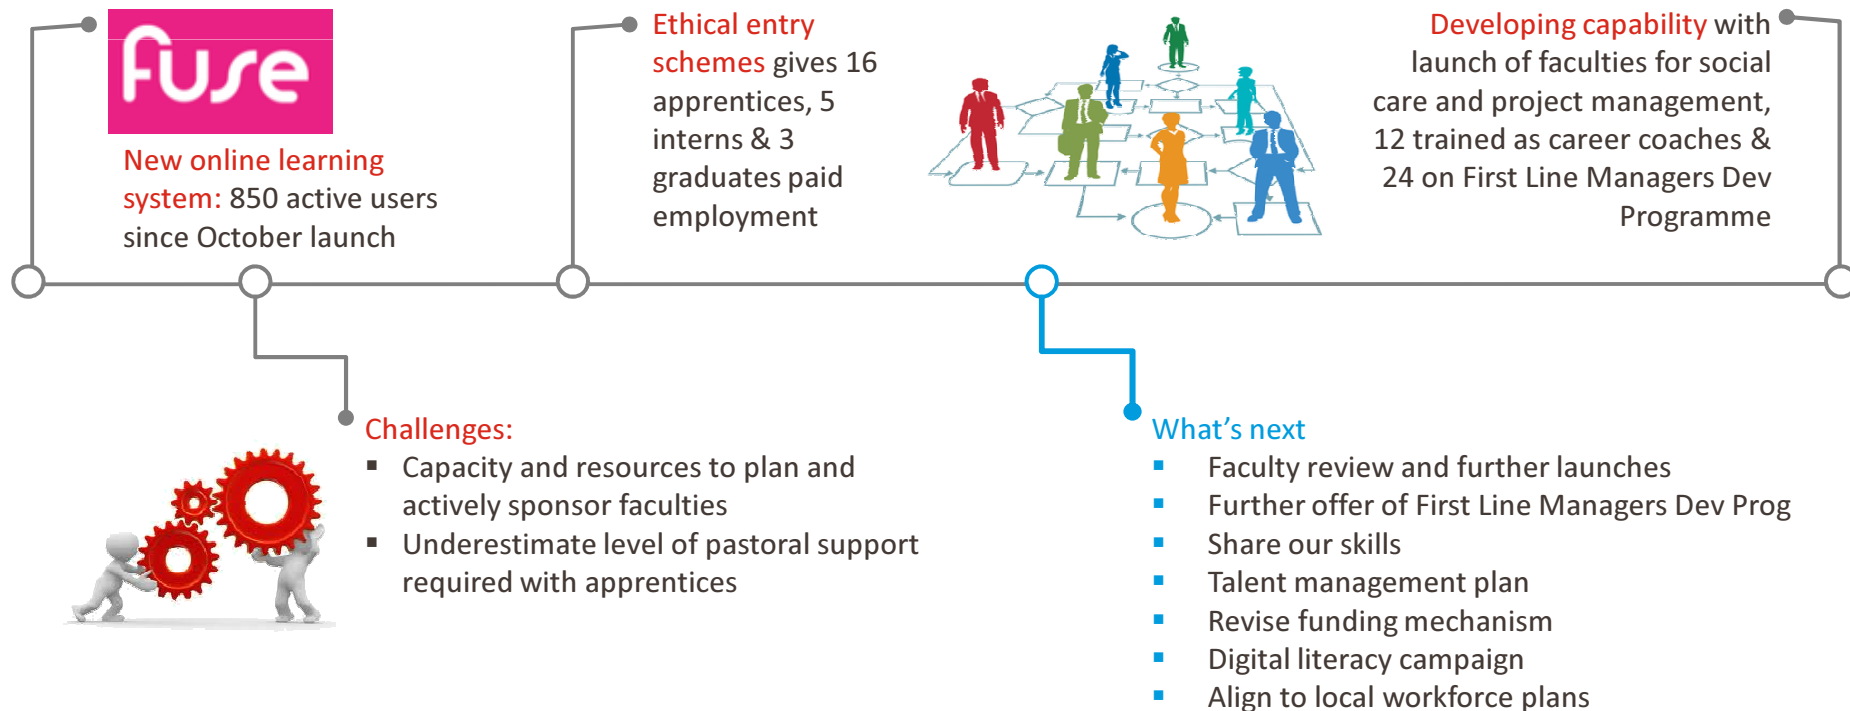 fuse
New online learning
system: 850 active users
since October launch
Ethical entry
schemes gives 16
apprentices, 5
interns & 3
graduates paid
employment
Developing capability with
launch of faculties for social
care and project management,
12 trained as career coaches &
24 on First Line Managers Dev
Programme
Challenges:
▪ Capacity and resources to plan and
actively sponsor faculties
▪ Underestimate level of pastoral support
required with apprentices
What's next
▪ Faculty review and further launches
▪ Further offer of First Line Managers Dev Prog
▪ Share our skills
▪ Talent management plan
▪ Revise funding mechanism
▪ Digital literacy campaign
▪ Align to local workforce plans